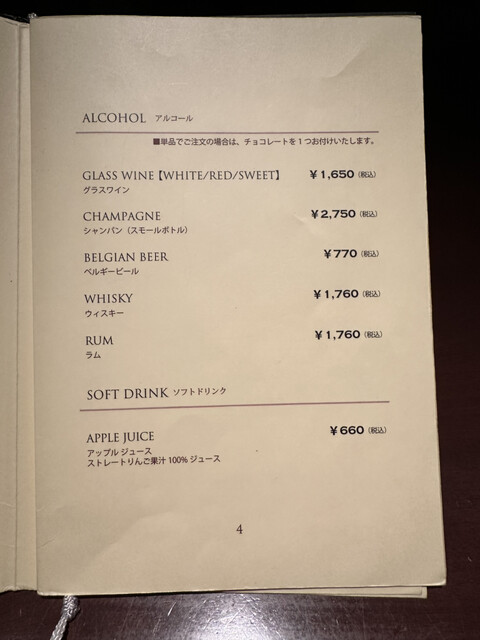 ALCOHOL アルコール
■単品でご注文の場合は、チョコレートを1つお付けいたします。
GLASS WINE【WHITE/RED/SWEET】 ¥1,650(税込)
グラスワイン
CHAMPAGNE ¥2,750(税込)
シャンパン(スモールボトル)
BELGIAN BEER ¥770(税込)
ベルギービール
WHISKY ¥1,760(税込)
ウィスキー
RUM ¥1,760(税込)
ラム
SOFT DRINK ソフトドリンク
APPLE JUICE ¥660(税込)
アップルジュース
ストレートりんご果汁100%ジュース
4